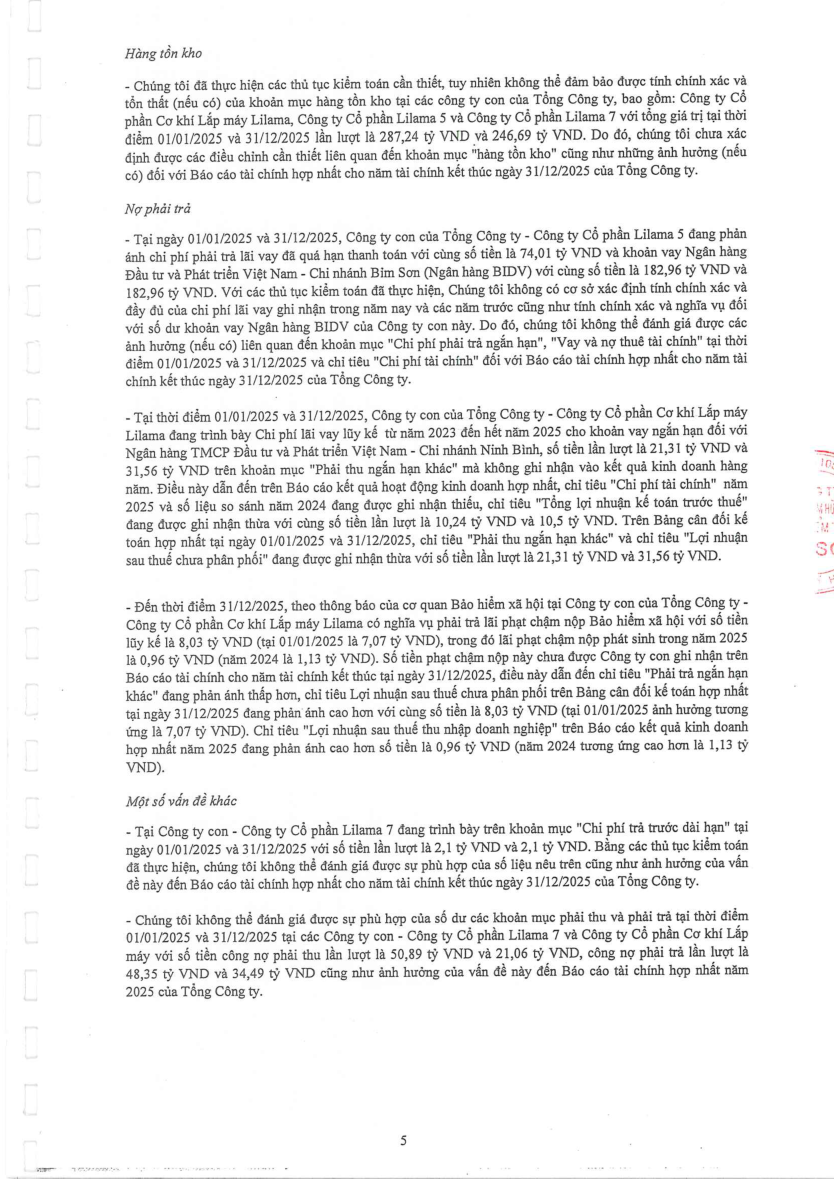 Hàng tồn kho
- Chúng tôi đã thực hiện các thủ tục kiểm toán cần thiết, tuy nhiên không thể đảm bảo được tính chính xác và
tổn thất (nếu có) của khoản mục hàng tồn kho tại các công ty con của Tổng Công ty, bao gồm: Công ty Cổ
phần Cơ khí Lắp máy Lilama, Công ty Cổ phần Lilama 5 và Công ty Cổ phần Lilama 7 với tổng giá trị tại thời
điểm 01/01/2025 và 31/12/2025 lần lượt là 287,24 tỷ VND và 246,69 tỷ VND. Do đó, chúng tôi chưa xác
định được các điều chỉnh cần thiết liên quan đến khoản mục "hàng tồn kho" cũng như những ảnh hưởng (nếu
có) đối với Báo cáo tài chính hợp nhất cho năm tài chính kết thúc ngày 31/12/2025 của Tổng Công ty.
Nợ phải trả
- Tại ngày 01/01/2025 và 31/12/2025, Công ty con của Tổng Công ty - Công ty Cổ phần Lilama 5 đang phản
ánh chi phí phải trả lãi vay đã quá hạn thanh toán với cùng số tiền là 74,01 tỷ VND và khoản vay Ngân hàng
Đầu tư và Phát triển Việt Nam - Chi nhánh Bỉm Sơn (Ngân hàng BIDV) với cùng số tiền là 182,96 tỷ VND và
182,96 tỷ VND. Với các thủ tục kiểm toán đã thực hiện, Chúng tôi không có cơ sở xác định tính chính xác và
đầy đủ của chi phí lãi vay ghi nhận trong năm nay và các năm trước cũng như tính chính xác và nghĩa vụ đối
với số dư khoản vay Ngân hàng BIDV của Công ty con này. Do đó, chúng tôi không thể đánh giá được các
ảnh hưởng (nếu có) liên quan đến khoản mục "Chi phí phải trả ngắn hạn", "Vay và nợ thuê tài chính" tại thời
điểm 01/01/2025 và 31/12/2025 và chỉ tiêu "Chi phí tài chính" đối với Báo cáo tài chính hợp nhất cho năm tài
chính kết thúc ngày 31/12/2025 của Tổng Công ty.
- Tại thời điểm 01/01/2025 và 31/12/2025, Công ty con của Tổng Công ty - Công ty Cổ phần Cơ khí Lắp máy
Lilama đang trình bày Chi phí lãi vay lũy kế từ năm 2023 đến hết năm 2025 cho khoản vay ngắn hạn đối với
Ngân hàng TMCP Đầu tư và Phát triển Việt Nam - Chi nhánh Ninh Bình, số tiền lần lượt là 21,31 tỷ VND và
31,56 tỷ VND trên khoản mục "Phải thu ngắn hạn khác" mà không ghi nhận vào kết quả kinh doanh hàng
năm. Điều này dẫn đến trên Báo cáo kết quả hoạt động kinh doanh hợp nhất, chỉ tiêu "Chi phí tài chính" năm
2025 và số liệu so sánh năm 2024 đang được ghi nhận thiếu, chỉ tiêu "Tổng lợi nhuận kế toán trước thuế"
đang được ghi nhận thừa với cùng số tiền lần lượt là 10,24 tỷ VND và 10,5 tỷ VND. Trên Bảng cân đối kế
toán hợp nhất tại ngày 01/01/2025 và 31/12/2025, chỉ tiêu "Phải thu ngắn hạn khác" và chỉ tiêu "Lợi nhuận
sau thuế chưa phân phối" đang được ghi nhận thừa với số tiền lần lượt là 21,31 tỷ VND và 31,56 tỷ VND.
- Đến thời điểm 31/12/2025, theo thông báo của cơ quan Bảo hiểm xã hội tại Công ty con của Tổng Công ty -
Công ty Cổ phần Cơ khí Lắp máy Lilama có nghĩa vụ phải trả lãi phạt chậm nộp Bảo hiểm xã hội với số tiền
lũy kế là 8,03 tỷ VND (tại 01/01/2025 là 7,07 tỷ VND), trong đó lãi phạt chậm nộp phát sinh trong năm 2025
là 0,96 tỷ VND (năm 2024 là 1,13 tỷ VND). Số tiền phạt chậm nộp này chưa được Công ty con ghi nhận trên
Báo cáo tài chính cho năm tài chính kết thúc tại ngày 31/12/2025, điều này dẫn đến chỉ tiêu "Phải trả ngắn hạn
khác" đang phản ánh thấp hơn, chỉ tiêu Lợi nhuận sau thuế chưa phân phối trên Bảng cân đối kế toán hợp nhất
tại ngày 31/12/2025 đang phản ánh cao hơn với cùng số tiền là 8,03 tỷ VND (tại 01/01/2025 ảnh hưởng tương
ứng là 7,07 tỷ VND). Chỉ tiêu "Lợi nhuận sau thuế thu nhập doanh nghiệp" trên Báo cáo kết quả kinh doanh
hợp nhất năm 2025 đang phản ánh cao hơn số tiền là 0,96 tỷ VND (năm 2024 tương ứng cao hơn là 1,13 tỷ
VND).
Một số vấn đề khác
- Tại Công ty con - Công ty Cổ phần Lilama 7 đang trình bày trên khoản mục "Chi phí trả trước dài hạn" tại
ngày 01/01/2025 và 31/12/2025 với số tiền lần lượt là 2,1 tỷ VND và 2,1 tỷ VND. Bằng các thủ tục kiểm toán
đã thực hiện, chúng tôi không thể đánh giá được sự phù hợp của số liệu nêu trên cũng như ảnh hưởng của vấn
đề này đến Báo cáo tài chính hợp nhất cho năm tài chính kết thúc ngày 31/12/2025 của Tổng Công ty.
- Chúng tôi không thể đánh giá được sự phù hợp của số dư các khoản mục phải thu và phải trả tại thời điểm
01/01/2025 và 31/12/2025 tại các Công ty con - Công ty Cổ phần Lilama 7 và Công ty Cổ phần Cơ khí Lắp
máy với số tiền công nợ phải thu lần lượt là 50,89 tỷ VND và 21,06 tỷ VND, công nợ phải trả lần lượt là
48,35 tỷ VND và 34,49 tỷ VND cũng như ảnh hưởng của vấn đề này đến Báo cáo tài chính hợp nhất năm
2025 của Tổng Công ty.
5